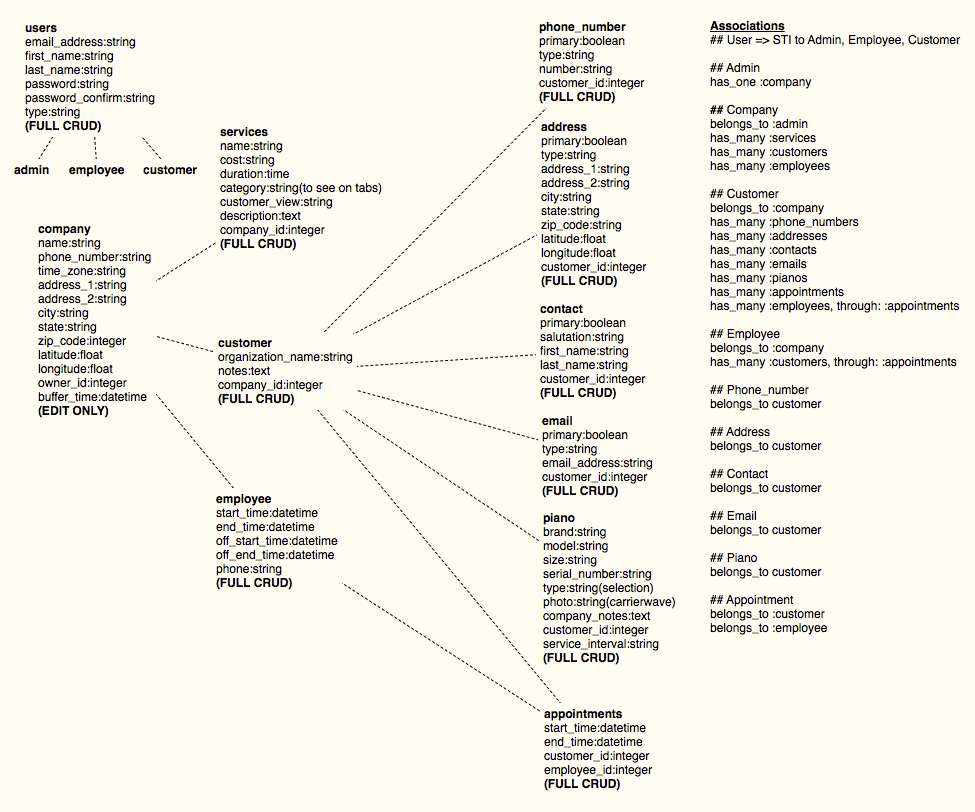 users
email_address:string
first_name:string
last_name:string
password:string
password_confirm:string
type:string
(FULL CRUD)
admin
employee
customer
services
name:string
cost:string
duration:time
category:string(to see on tabs)
customer_view:string
description:text
company_id:integer
(FULL CRUD)
company
name:string
phone_number:string
time_zone:string
address_1:string
address_2:string
city:string
state:string
zip_code:integer
latitude:float
longitude:float
owner_id:integer
buffer_time:datetime
(EDIT ONLY)
customer
organization_name:string
notes:text
company_id:integer
(FULL CRUD)
employee
start_time:datetime
end_time:datetime
off_start_time:datetime
off_end_time:datetime
phone:string
(FULL CRUD)
phone_number
primary:boolean
type:string
number:string
customer_id:integer
(FULL CRUD)
address
primary:boolean
type:string
address_1:string
address_2:string
city:string
state:string
zip_code:string
latitude:float
longitude:float
customer_id:integer
(FULL CRUD)
contact
primary:boolean
salutation:string
first_name:string
last_name:string
customer_id:integer
(FULL CRUD)
email
primary:boolean
type:string
email_address:string
customer_id:integer
(FULL CRUD)
piano
brand:string
model:string
size:string
serial_number:string
type:string(selection)
photo:string(carrierwave)
company_notes:text
customer_id:integer
service_interval:string
(FULL CRUD)
appointments
start_time:datetime
end_time:datetime
customer_id:integer
employee_id:integer
(FULL CRUD)
Associations
## User => STI to Admin, Employee, Customer
## Admin
has_one :company
## Company
belongs_to :admin
has_many :services
has_many :customers
has_many :employees
## Customer
belongs_to :company
has_many :phone_numbers
has_many :addresses
has_many :contacts
has_many :emails
has_many :pianos
has_many :appointments
has_many :employees, through: :appointments
## Employee
belongs_to :company
has_many :customers, through: :appointments
## Phone_number
belongs_to customer
## Address
belongs_to customer
## Contact
belongs_to customer
## Email
belongs_to customer
## Piano
belongs_to customer
## Appointment
belongs_to :customer
belongs_to :employee